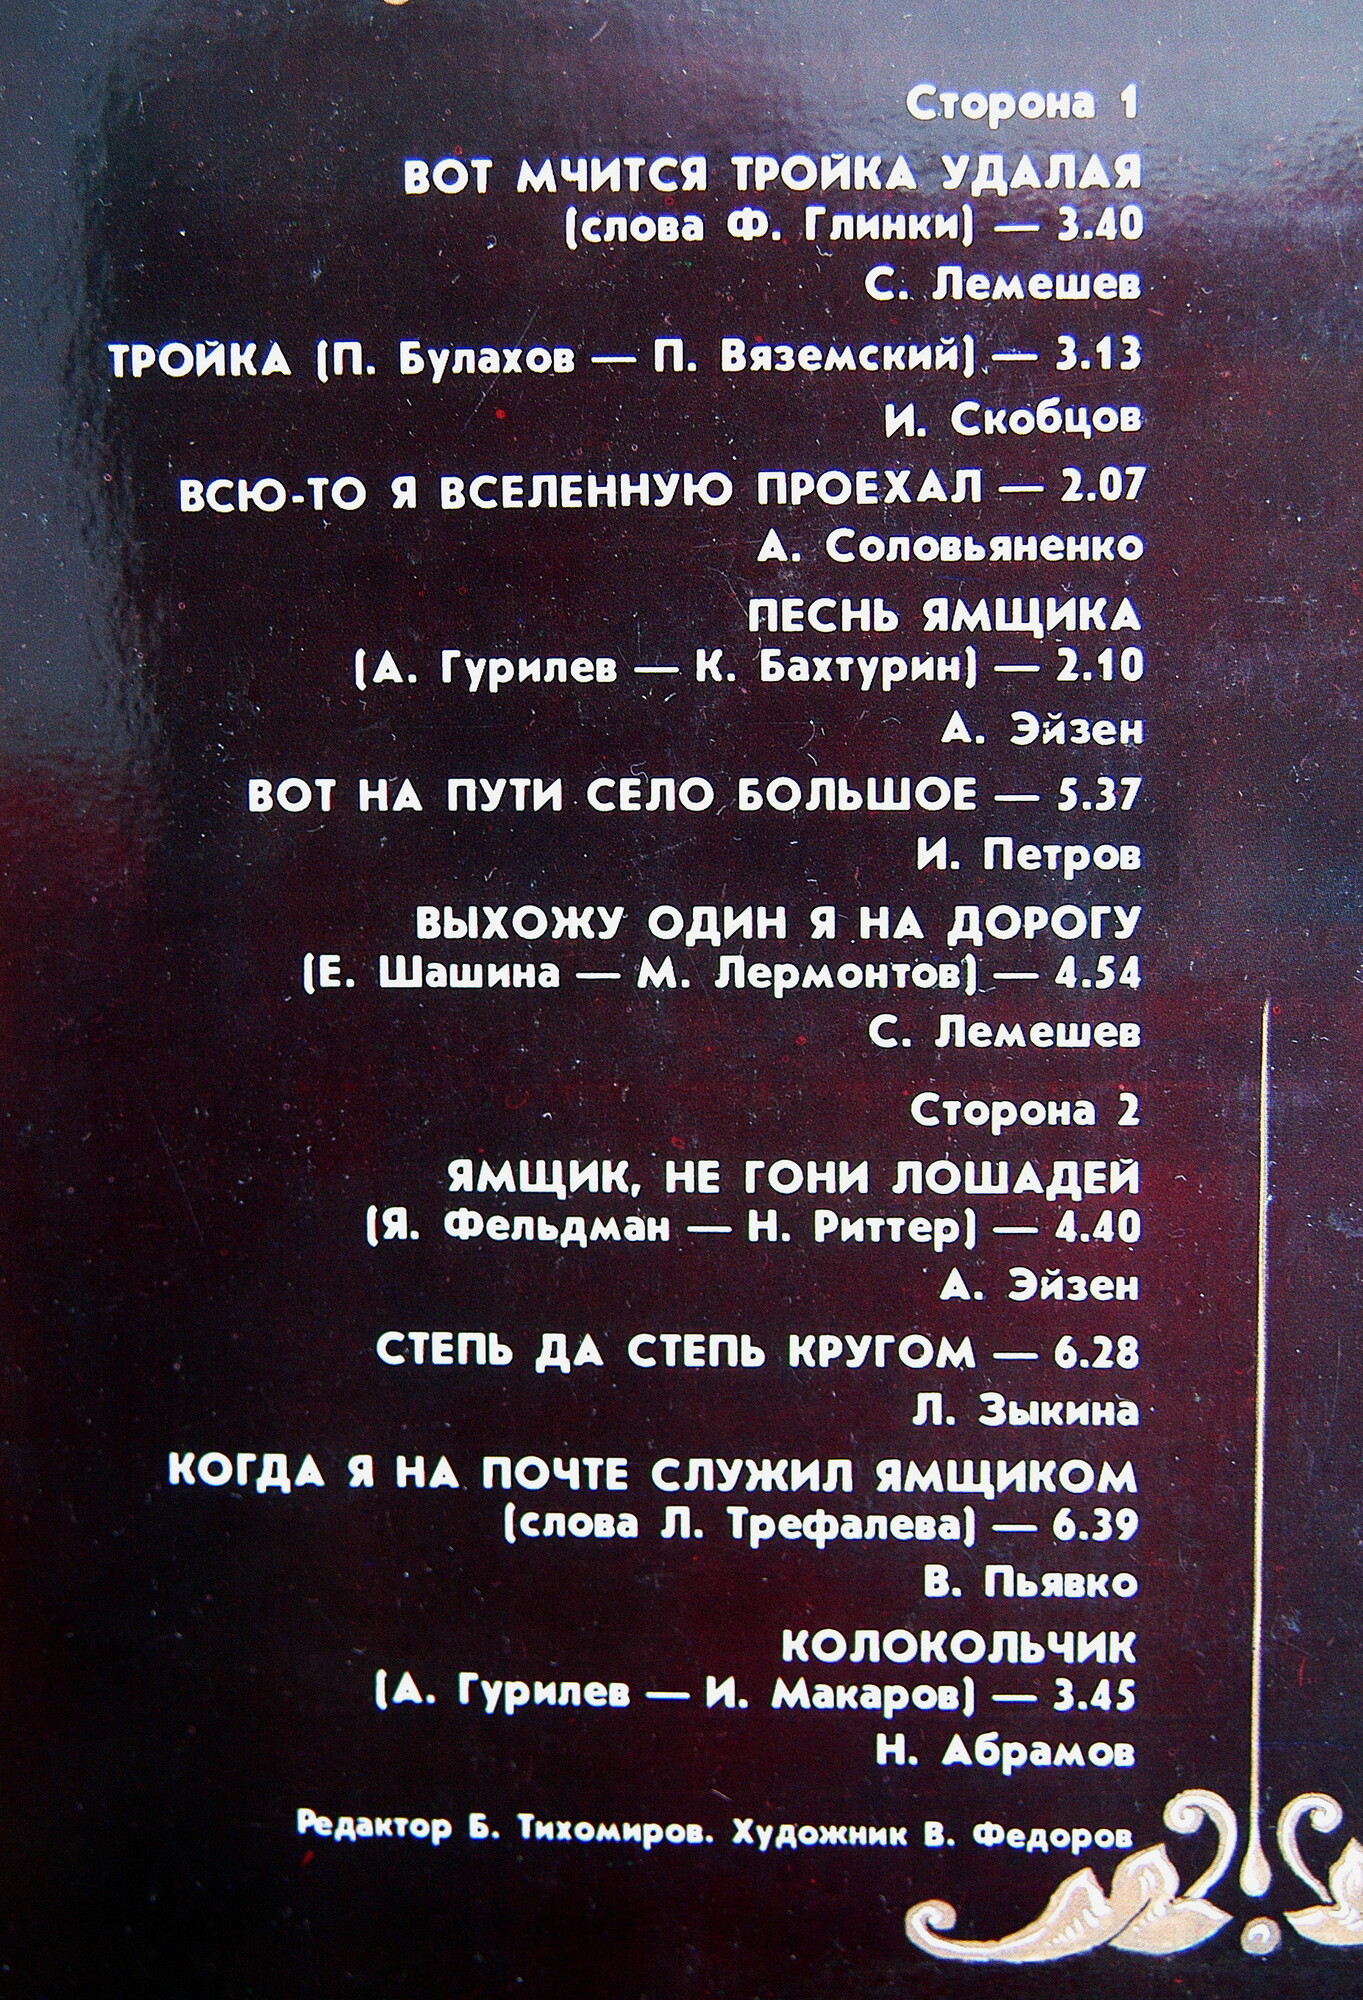 Сторона 1
ВОТ МЧИТСЯ ТРОЙКА УДАЛАЯ
(слова Ф. Глинки) — 3.40
С. Лемешев
ТРОЙКА (П. Булахов — П. Вяземский) — 3.13
И. Скобцов
ВСЮ-ТО Я ВСЕЛЕННУЮ ПРОЕХАЛ — 2.07
А. Соловьяненко
ПЕСНЬ ЯМЩИКА
(А. Гурилев — К. Бахтурин) — 2.10
А. Эйзен
ВОТ НА ПУТИ СЕЛО БОЛЬШОЕ — 5.37
И. Петров
ВЫХОЖУ ОДИН Я НА ДОРОГУ
(Е. Шашина — М. Лермонтов) — 4.54
С. Лемешев
Сторона 2
ЯМЩИК, НЕ ГОНИ ЛОШАДЕЙ
(Я. Фельдман — Н. Риттер) — 4.40
А. Эйзен
СТЕПЬ ДА СТЕПЬ КРУГОМ — 6.28
Л. Зыкина
КОГДА Я НА ПОЧТЕ СЛУЖИЛ ЯМЩИКОМ
(слова Л. Трефалева) — 6.39
В. Пьявко
КОЛОКОЛЬЧИК
(А. Гурилев — И. Макаров) — 3.45
Н. Абрамов
Редактор Б. Тихомиров. Художник В. Федоров